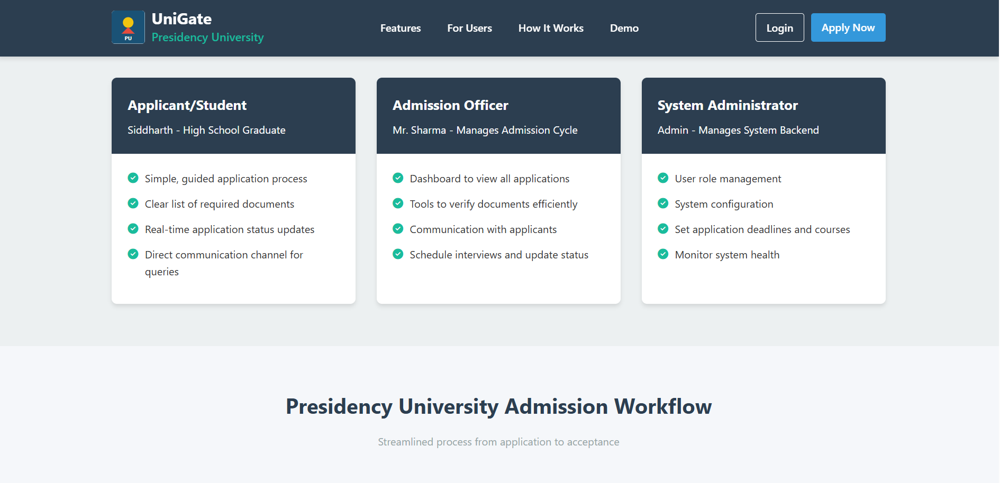 PU
UniGate
Presidency University
Features
For Users
How It Works
Demo
Login
Apply Now
Applicant/Student
Siddharth - High School Graduate
Simple, guided application process
Clear list of required documents
Real-time application status updates
Direct communication channel for
queries
Admission Officer
Mr. Sharma - Manages Admission Cycle
Dashboard to view all applications
Tools to verify documents efficiently
Communication with applicants
Schedule interviews and update status
System Administrator
Admin - Manages System Backend
User role management
System configuration
Set application deadlines and courses
Monitor system health
Presidency University Admission Workflow
Streamlined process from application to acceptance